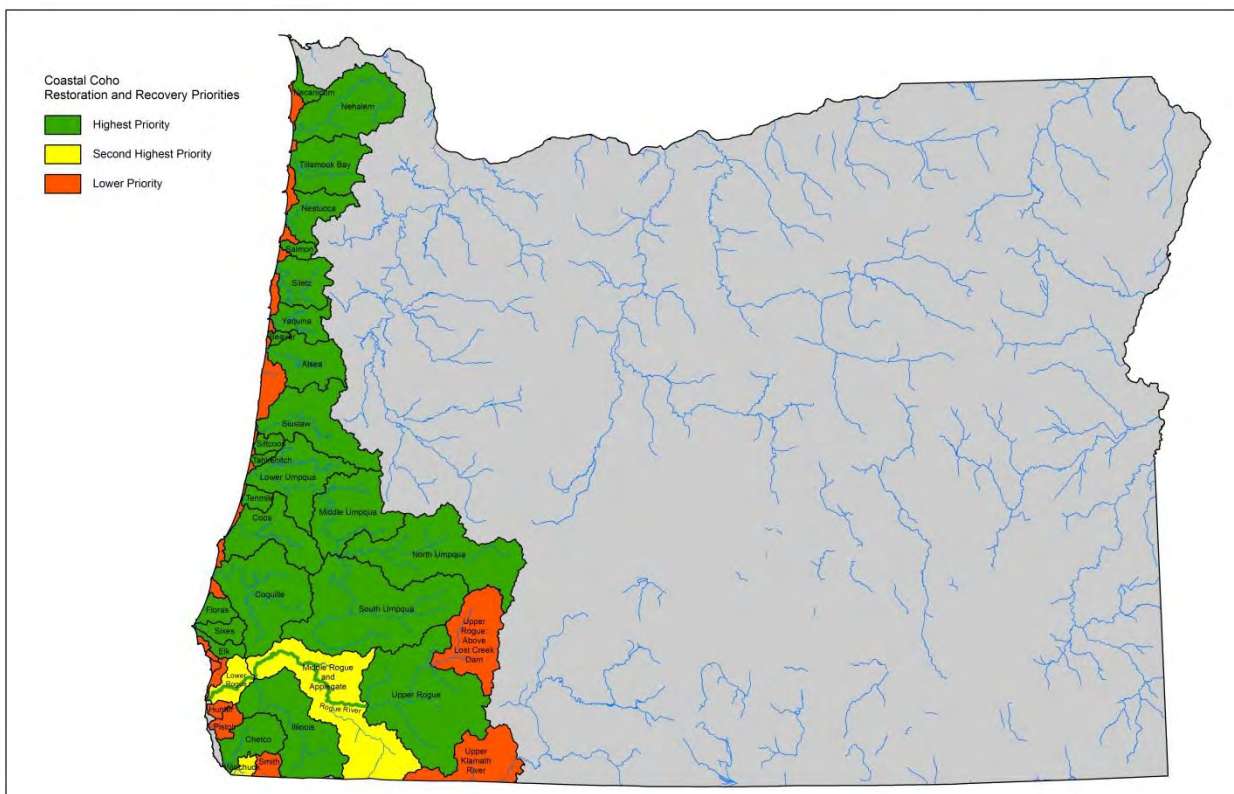 Coastal Coho
Restoration and Recovery Priorities
Highest Priority
Second Highest Priority
Lower Priority
Necanicum
Nehalem
Tillamook Bay
Nestucca
Salmon
Siletz
Yaquina
Beaver
Alsea
Siuslaw
Siltcoos
Tahkenitch
Lower Umpqua
Tenmile
Middle Umpqua
Coos
North Umpqua
Coquille
South Umpqua
Floras
Sixes
Elk
Upper
Rogue:
Above
Lost Creek
Dam
Lower
Rogue
Middle Rogue
and
Applegate
Upper Rogue
Rogue River
Hunter
Pistol
Illinois
Chetco
Winchuck
Smith
Upper
Klamath
River